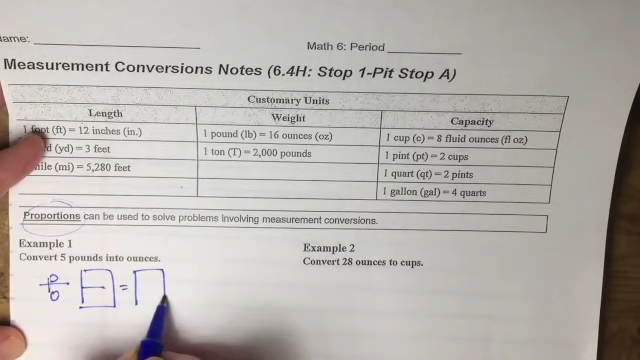 ame:
Math 6: Period
Measurement Conversions Notes (6.4H: Stop 1-Pit Stop A)
Customary Units
Length Weight Capacity
1 foot (ft) = 12 inches (in.) 1 pound (lb) = 16 ounces (oz) 1 cup (c) = 8 fluid ounces (fl oz)
d (yd) = 3 feet 1 ton (T) = 2,000 pounds 1 pint (pt) = 2 cups
mile (mi) = 5,280 feet 1 quart (qt) = 2 pints
1 gallon (gal) = 4 quarts
Proportions can be used to solve problems involving measurement conversions.
Example 1 Example 2
Convert 5 pounds into ounces. Convert 28 ounces to cups.
p
o =